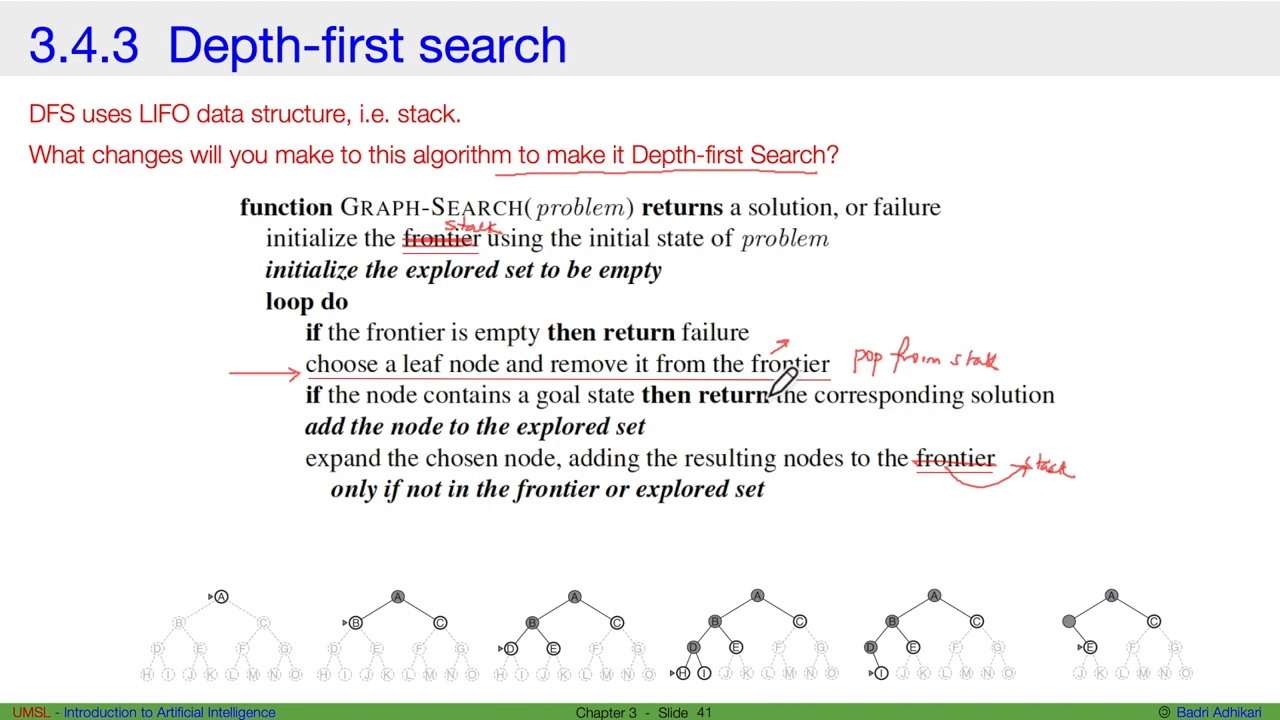 3.4.3 Depth-first search
DFS uses LIFO data structure, i.e. stack.
What changes will you make to this algorithm to make it Depth-first Search?
function GRAPH-SEARCH(problem) returns a solution, or failure
stack
initialize the frontier using the initial state of problem
initialize the explored set to be empty
loop do
if the frontier is empty then return failure
choose a leaf node and remove it from the frontier pop from stack
if the node contains a goal state then return the corresponding solution
add the node to the explored set
expand the chosen node, adding the resulting nodes to the frontier stack
only if not in the frontier or explored set
A A A A A A
B C B C B C B C B C C
D E F G D E F G D E F G D E F G D E F G E F G
H I J K L M N O H I J K L M N O H I J K L M N O H I J K L M N O I J K L M N O J K L M N O
UMSL - Introduction to Artificial Intelligence Chapter 3 - Slide 41 Badri Adhikari